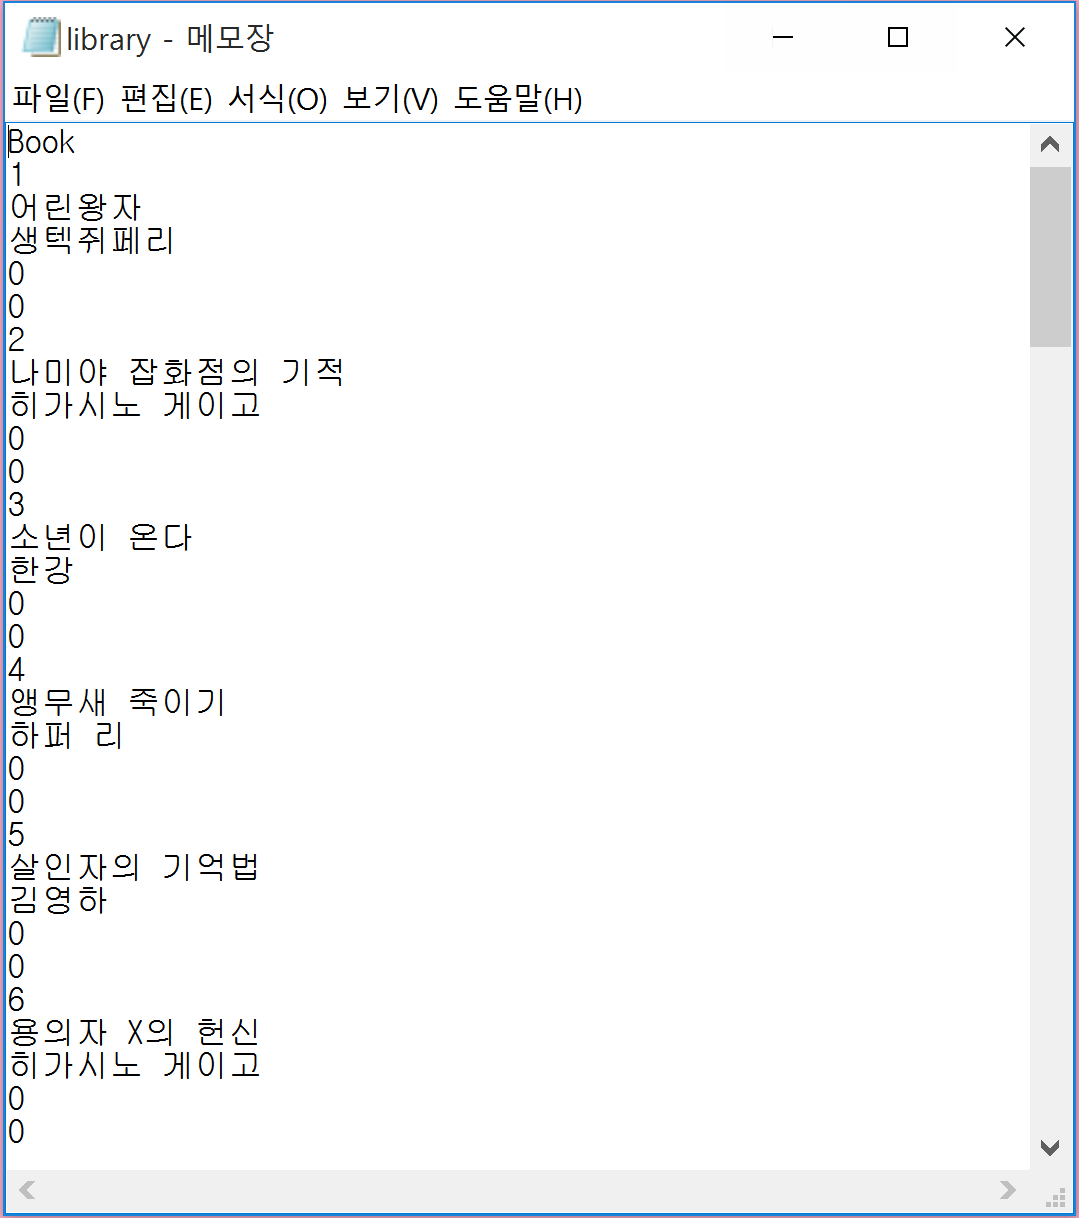 library - 메모장
파일(F) 편집(E) 서식(O) 보기(V) 도움말(H)
Book
1
어린왕자
생텍쥐페리
0
0
2
나미야 잡화점의 기적
히가시노 게이고
0
0
3
소년이 온다
한강
0
0
4
앵무새 죽이기
하퍼 리
0
0
5
살인자의 기억법
김영하
0
0
6
용의자 X의 헌신
히가시노 게이고
0
0